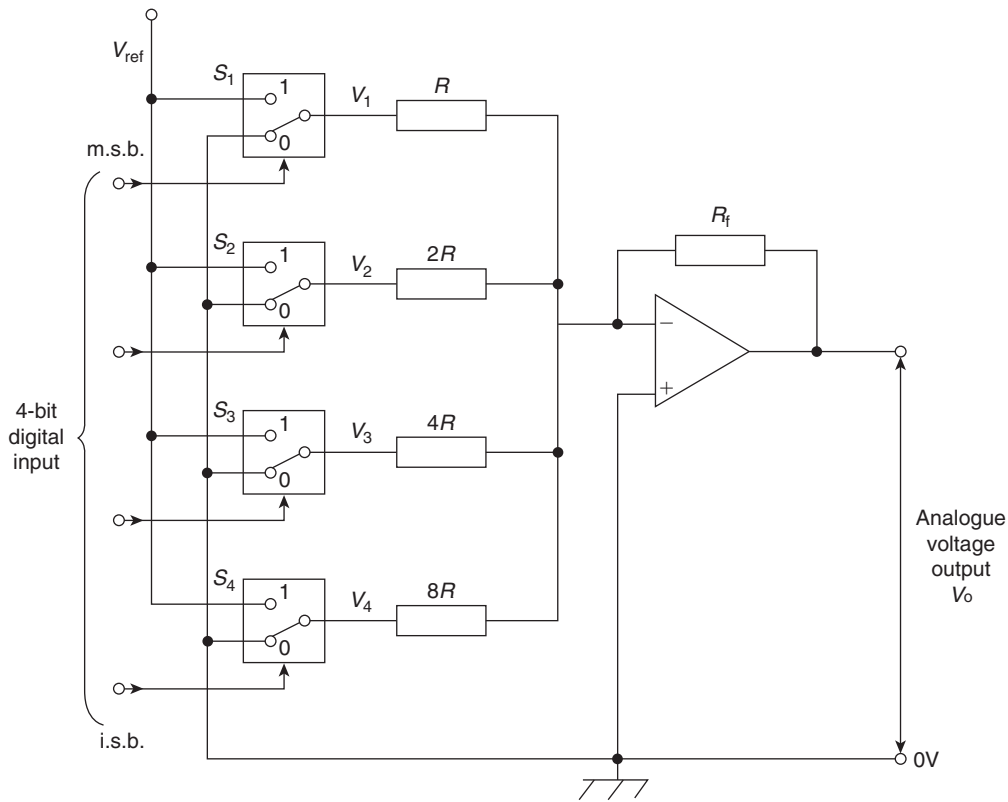 V_ref
S_1
1
0
V_1
R
m.s.b.
S_2
1
0
V_2
2R
R_f
−
+
4-bit
digital
input
S_3
1
0
V_3
4R
Analogue
voltage
output
V_o
S_4
1
0
V_4
8R
i.s.b.
0V